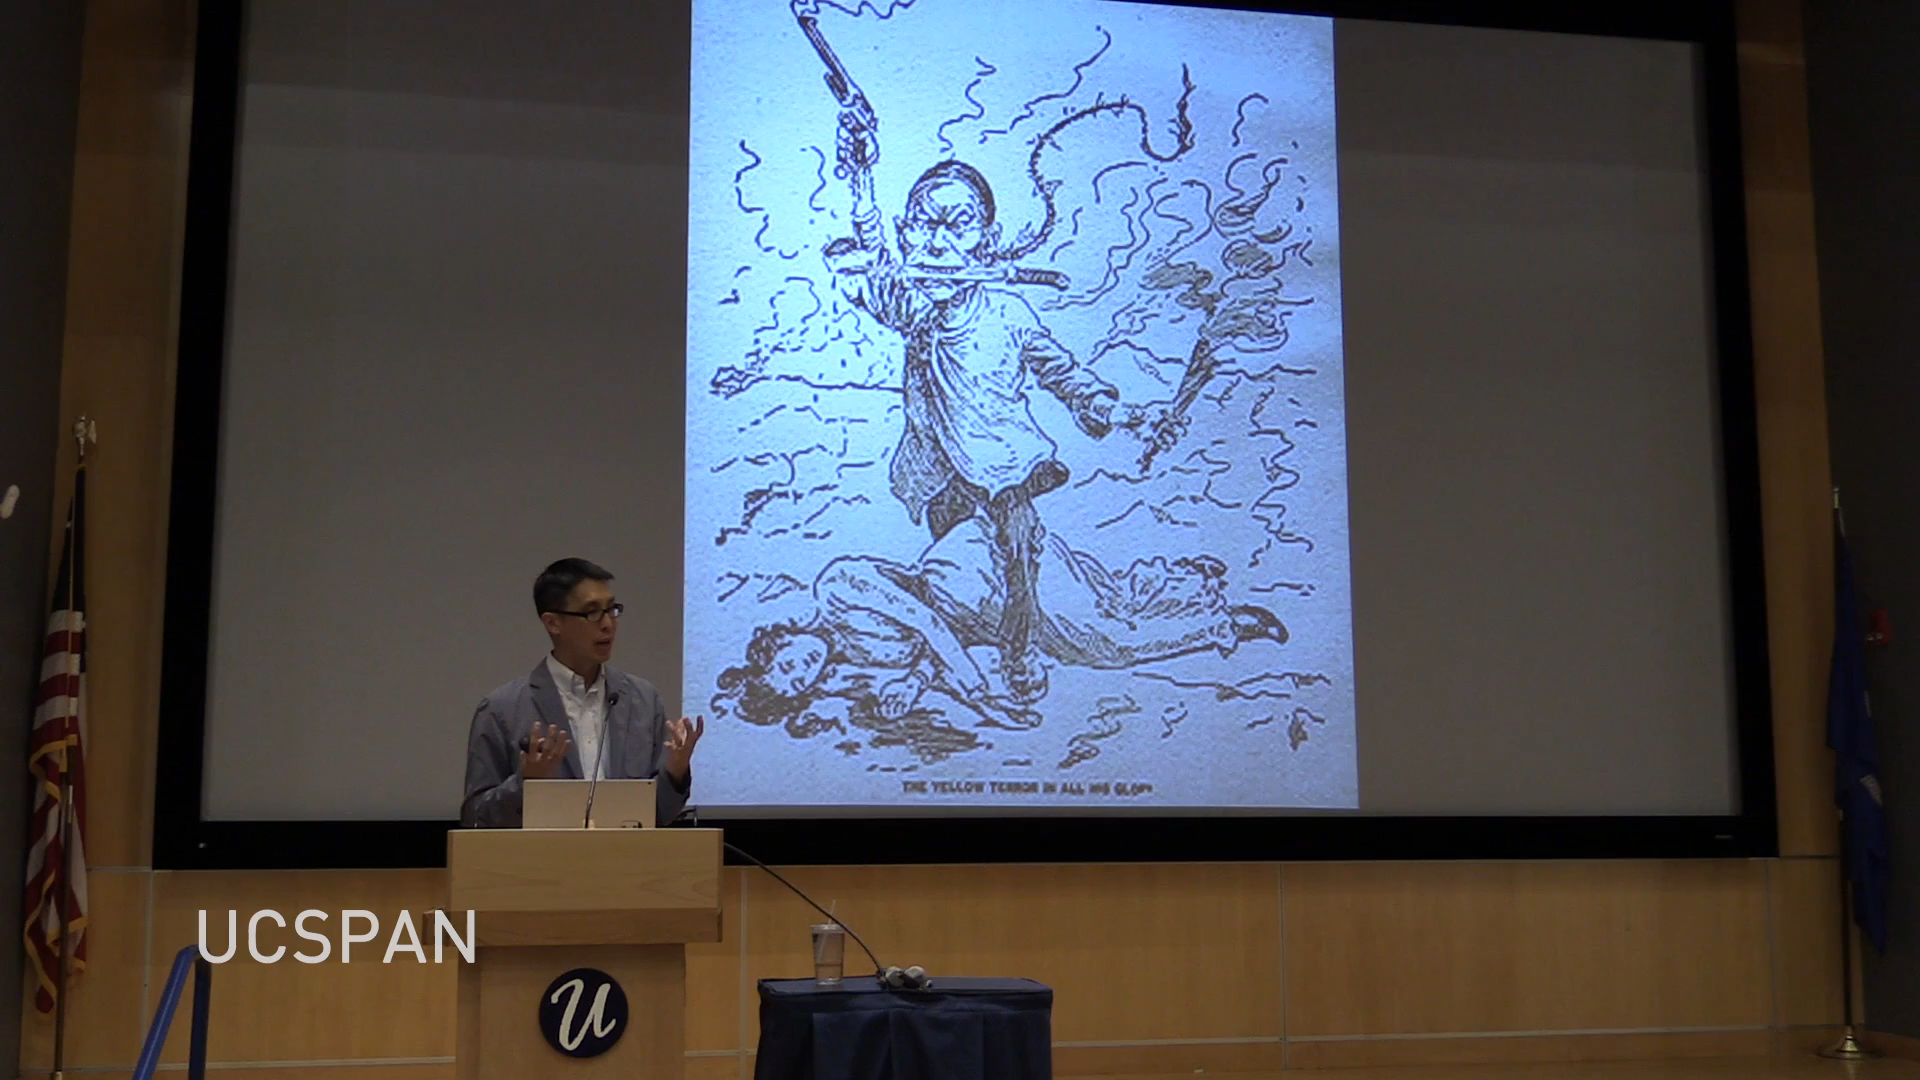 THE YELLOW TERROR IN ALL HIS GLORY
UCSPAN
U